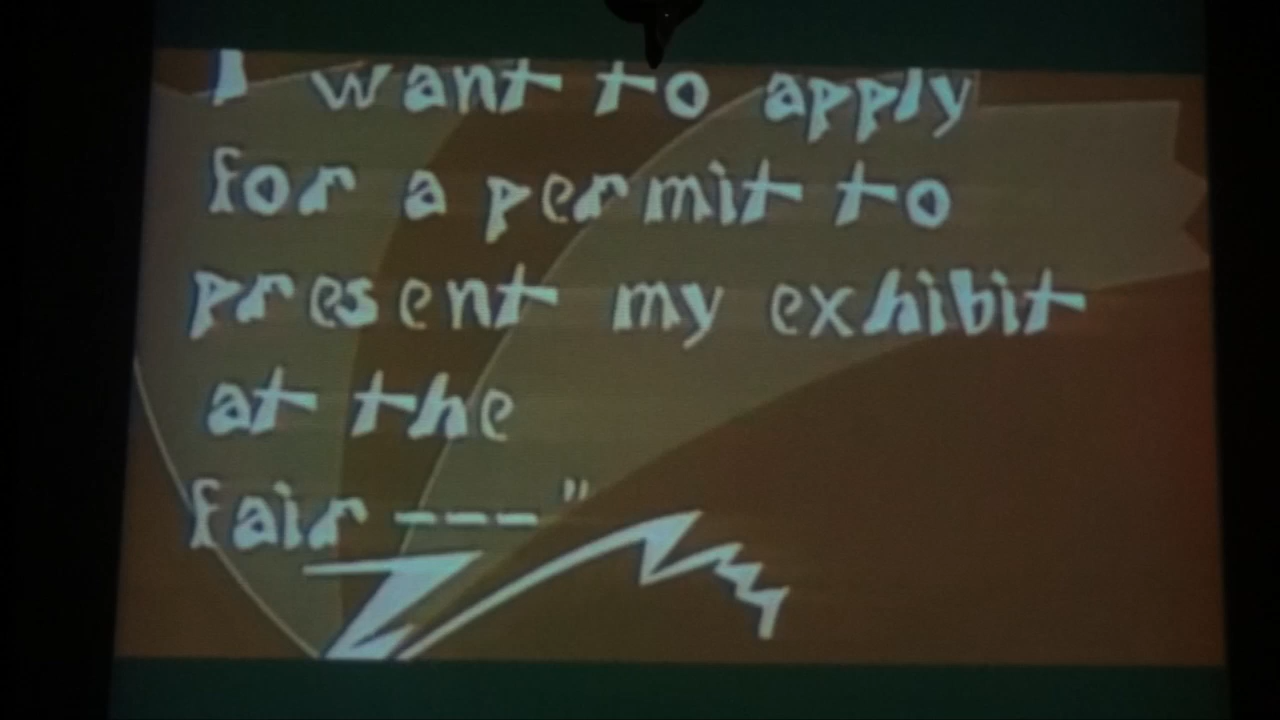 I want to apply
for a permit to
present my exhibit
at the
fair ---"